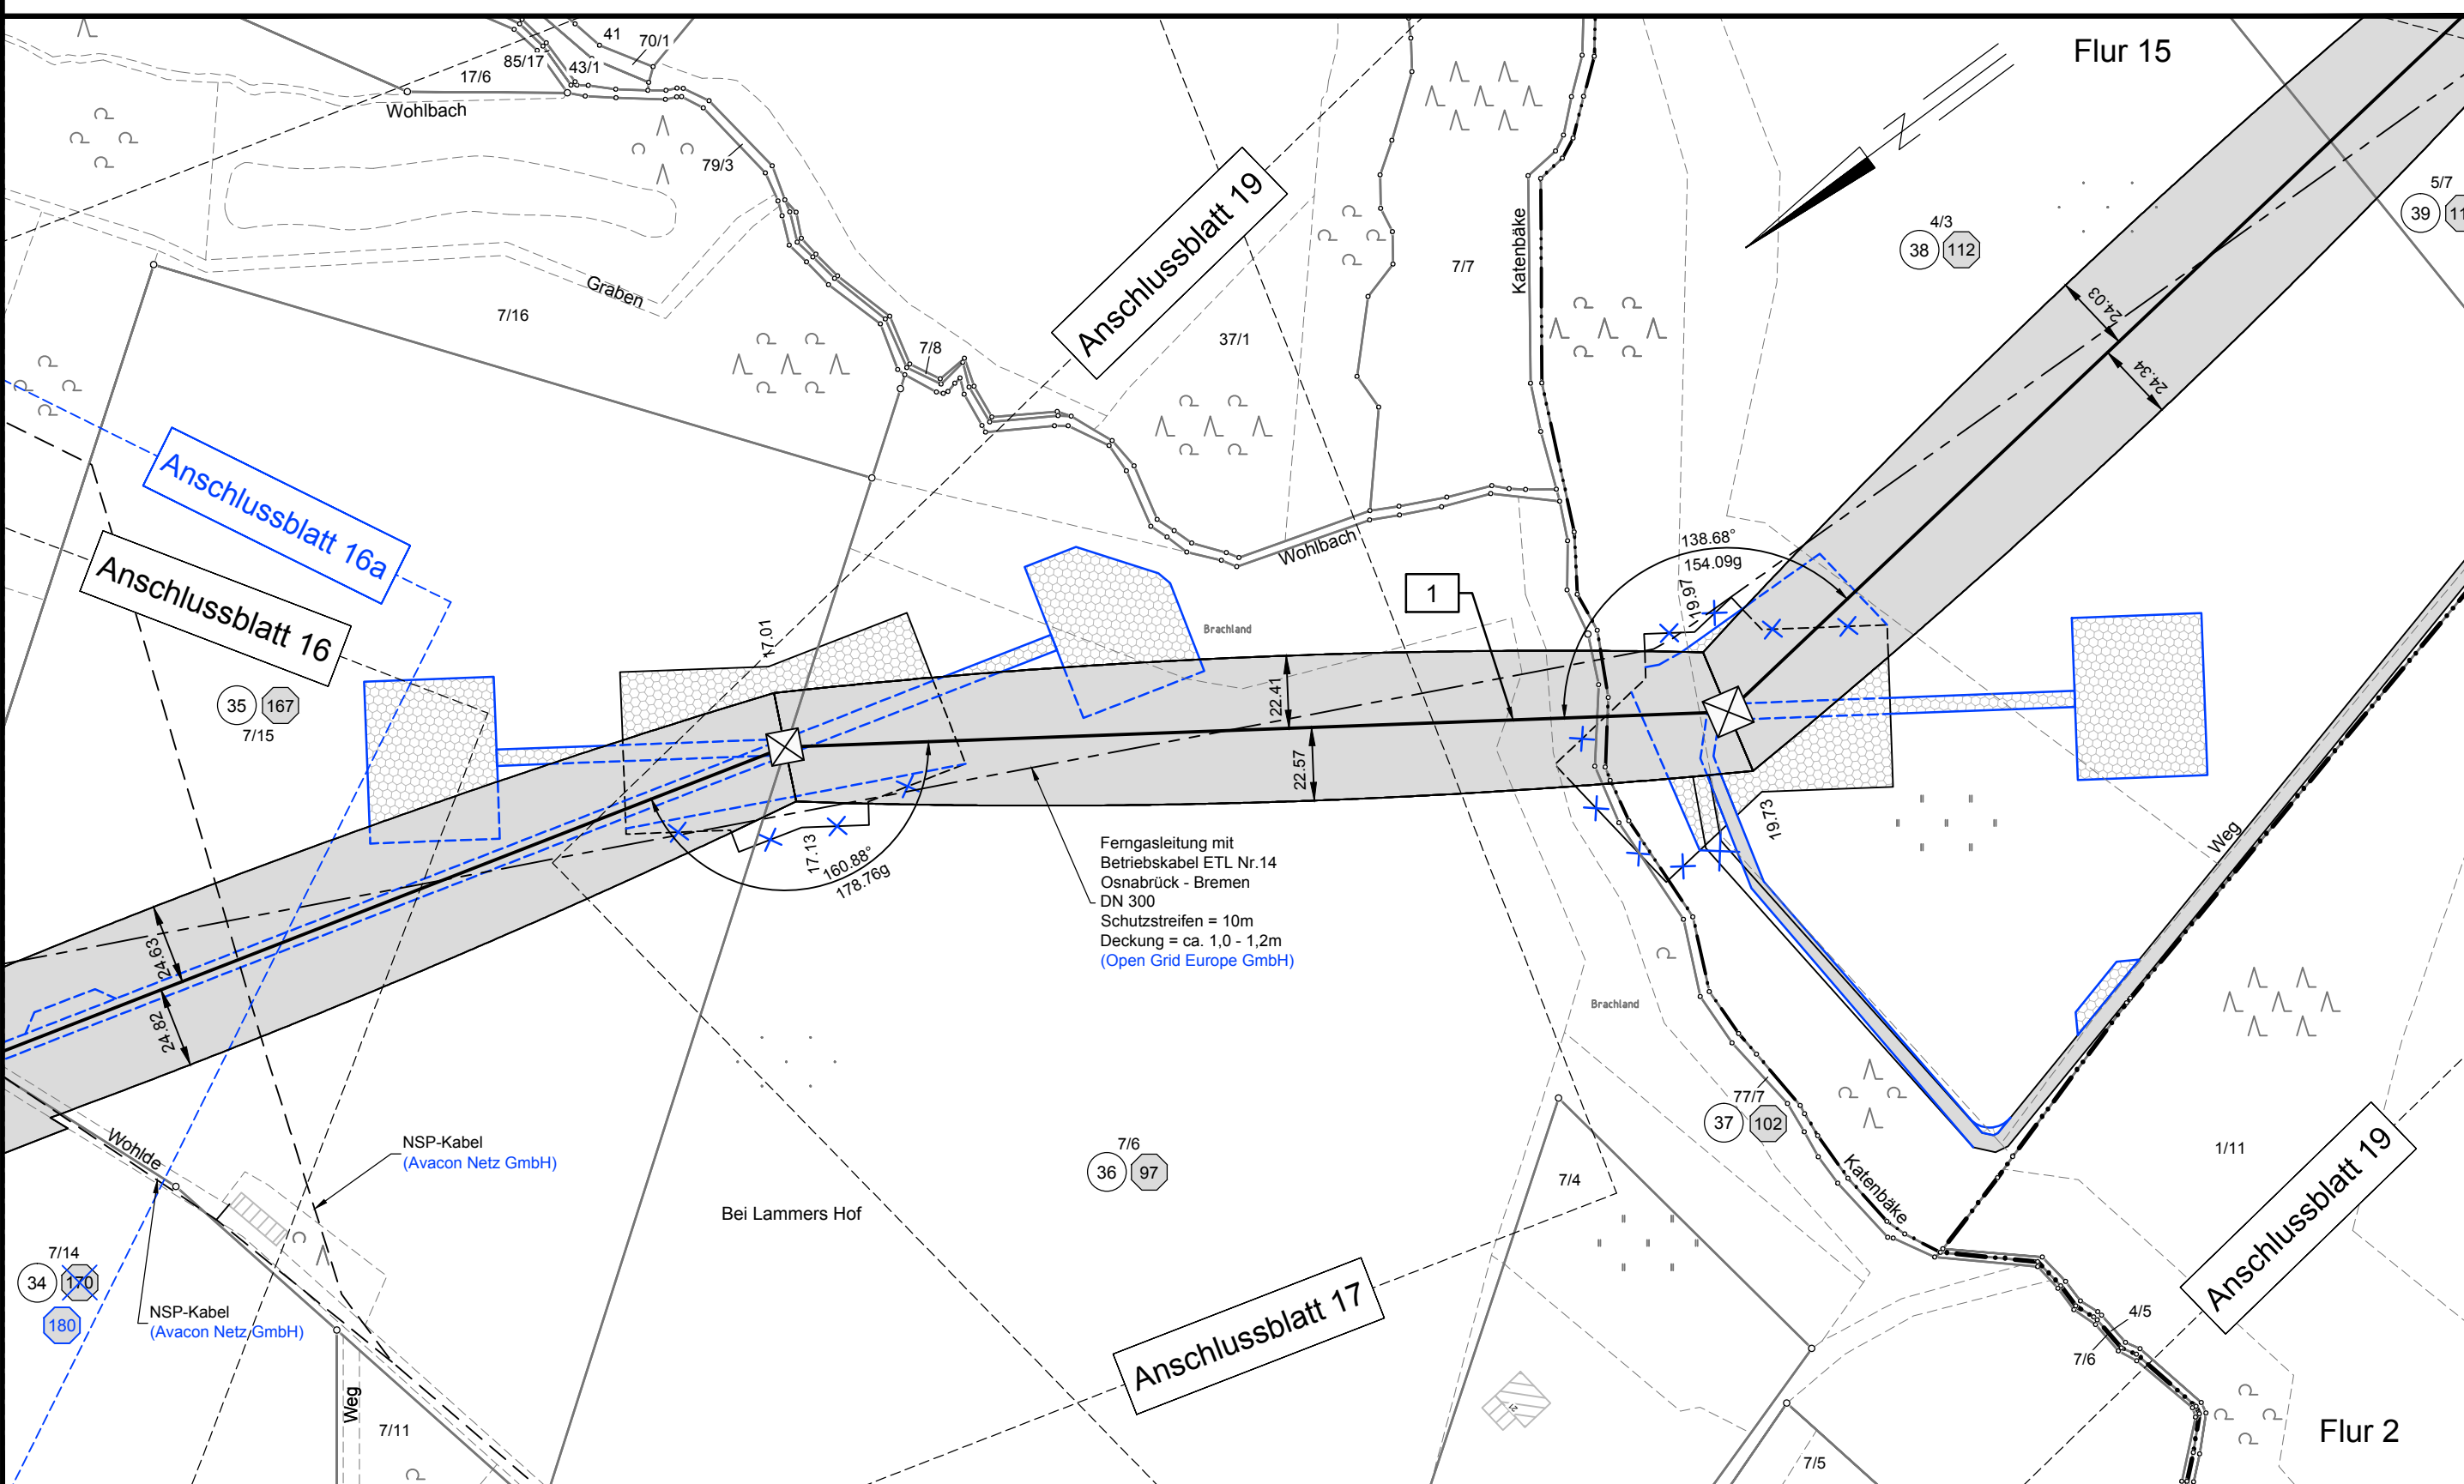 41
70/1
85/17
43/1
17/6
Wohlbach
79/3
Flur 15
5/7
39
4/3
38 112
Anschlussblatt 19
Katenbäke
7/7
Graben
7/16
37/1
7/8
24.03
24.34
Anschlussblatt 16a
Anschlussblatt 16
Wohlbach
138.68°
154.09g
19.97
1
17.01
Brachland
22.41
22.57
35 167
7/15
17.13
160.88°
178.76g
19.73
Weg
Ferngasleitung mit
Betriebskabel ETL Nr.14
Osnabrück - Bremen
DN 300
Schutzstreifen = 10m
Deckung = ca. 1,0 - 1,2m
(Open Grid Europe GmbH)
24.63
24.82
Brachland
77/7
37 102
Wohlde
NSP-Kabel
(Avacon Netz GmbH)
7/6
36 97
7/4
Katenbäke
1/11
Anschlussblatt 19
Bei Lammers Hof
7/14
34 170
180
NSP-Kabel
(Avacon Netz GmbH)
Anschlussblatt 17
4/5
7/6
Weg
7/11
21
7/5
Flur 2